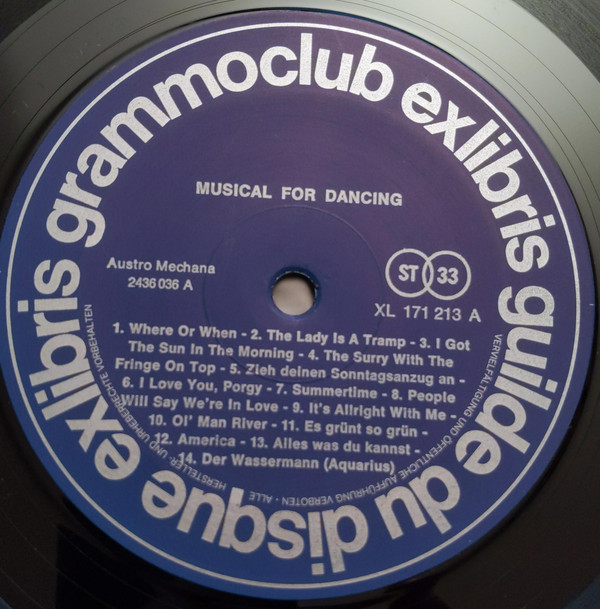 grammoclub exlibris guilde du disque exlibris
MUSICAL FOR DANCING
Austro Mechana
2436 036 A
ST 33
XL 171 213 A
1. Where Or When - 2. The Lady Is A Tramp - 3. I Got
The Sun In The Morning - 4. The Surry With The
Fringe On Top - 5. Zieh deinen Sonntagsanzug an -
6. I Love You, Porgy - 7. Summertime - 8. People
Will Say We're In Love - 9. It's Allright With Me -
10. Ol' Man River - 11. Es grünt so grün -
12. America - 13. Alles was du kannst -
14. Der Wassermann (Aquarius)
HERSTELLER- UND URHEBERRECHTE VORBEHALTEN
VERVIELFÄLTIGUNG UND ÖFFENTLICHE AUFFÜHRUNG VERBOTEN · ALLE